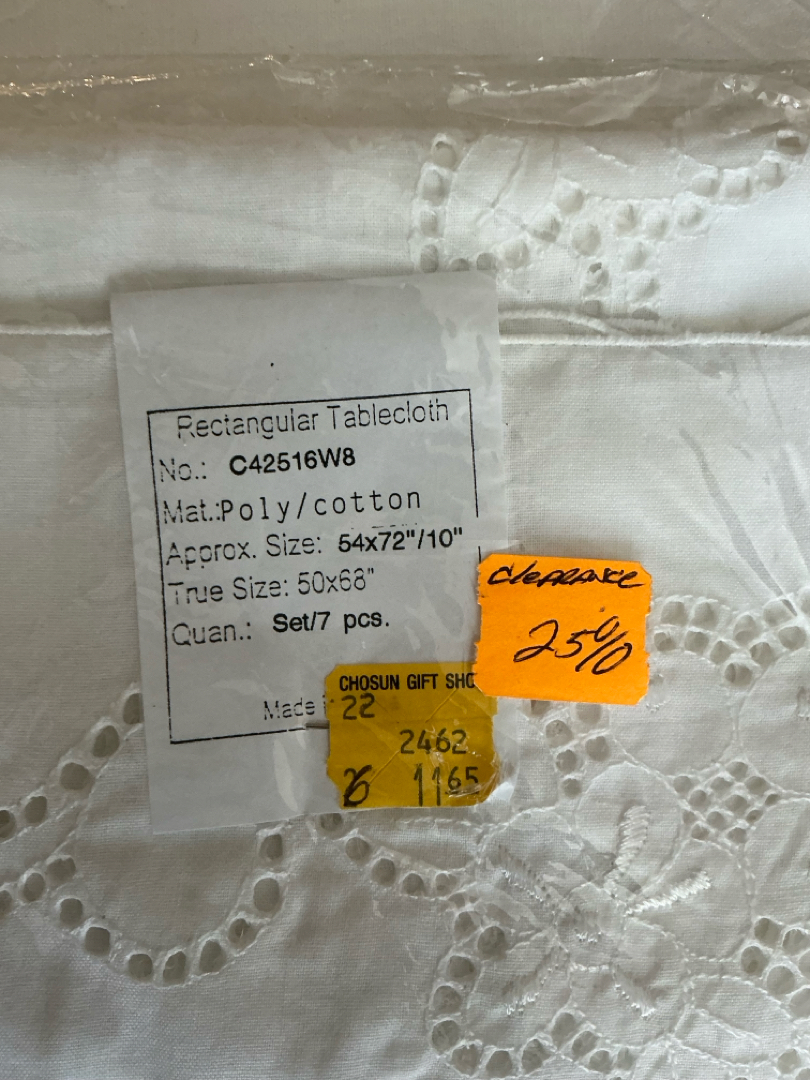 Rectangular Tablecloth
No.: C42516W8
Mat.:Poly/cotton
Approx. Size: 54x72"/10"
True Size: 50x68"
Quan.: Set/7 pcs.
Made
CLEARANCE
25%
CHOSUN GIFT SHO
22
2462
1165